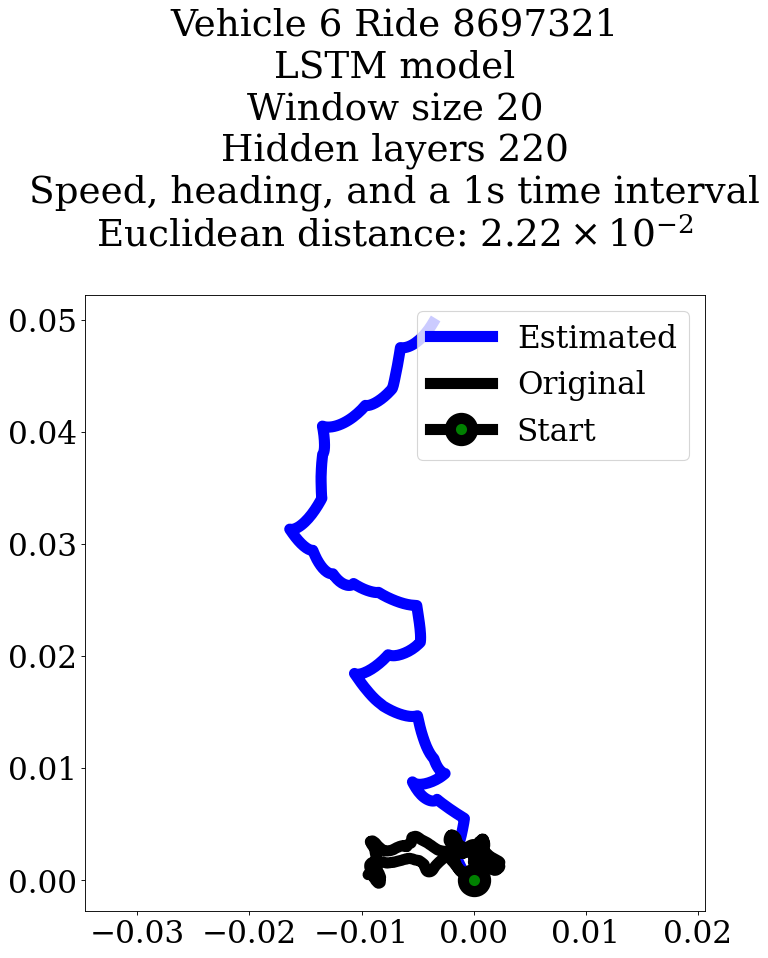 Vehicle 6 Ride 8697321
LSTM model
Window size 20
Hidden layers 220
Speed, heading, and a 1s time interval
Euclidean distance: 2.22 × 10⁻²
Estimated
Original
Start
0.05
0.04
0.03
0.02
0.01
0.00
−0.03 −0.02 −0.01 0.00 0.01 0.02